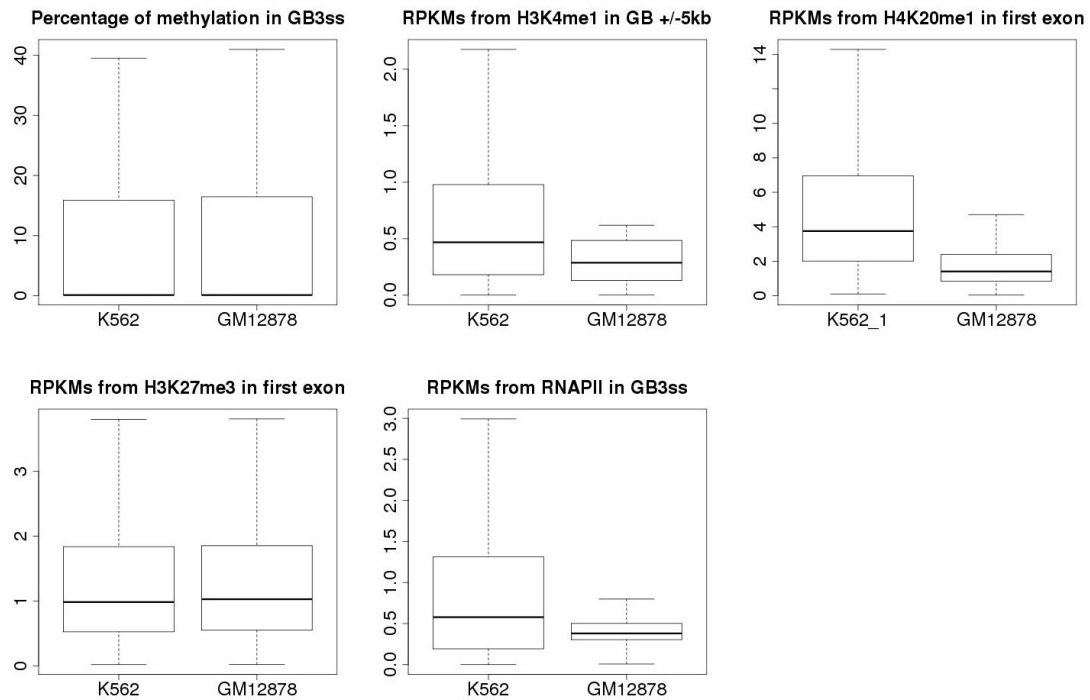 Percentage of methylation in GB3ss
40
30
20
10
0
K562 GM12878
RPKMs from H3K4me1 in GB +/-5kb
2.0
1.5
1.0
0.5
0.0
K562 GM12878
RPKMs from H4K20me1 in first exon
14
10
8
6
4
2
0
K562_1 GM12878
RPKMs from H3K27me3 in first exon
3
2
1
0
K562 GM12878
RPKMs from RNAPII in GB3ss
3.0
2.5
2.0
1.5
1.0
0.5
0.0
K562 GM12878